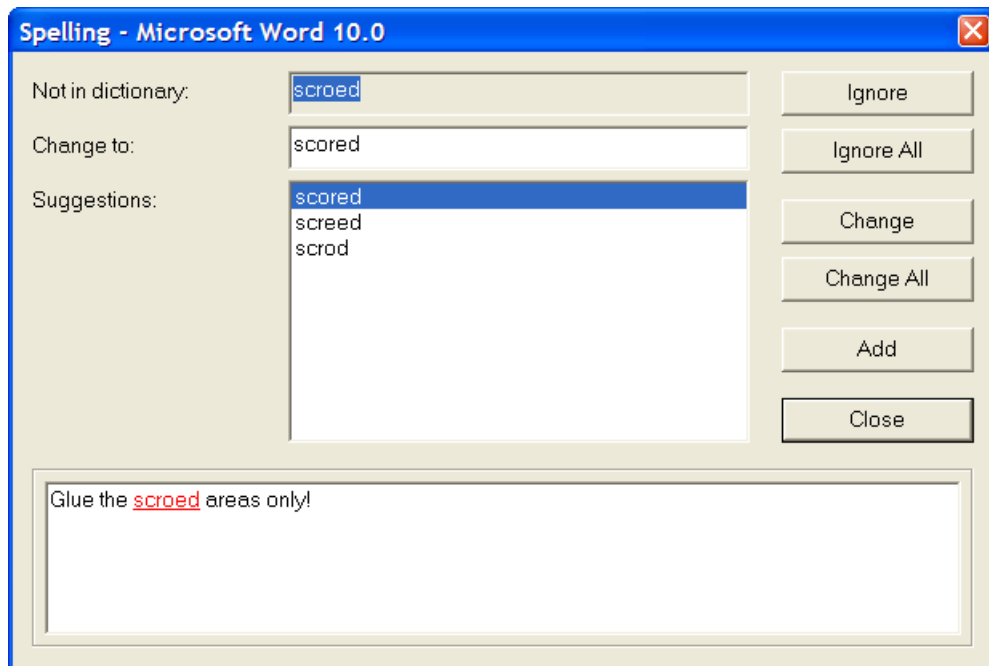 Spelling - Microsoft Word 10.0
Not in dictionary: scroed Ignore
Change to: scored Ignore All
Suggestions: scored
screed
scrod
Change
Change All
Add
Close
Glue the scroed areas only!